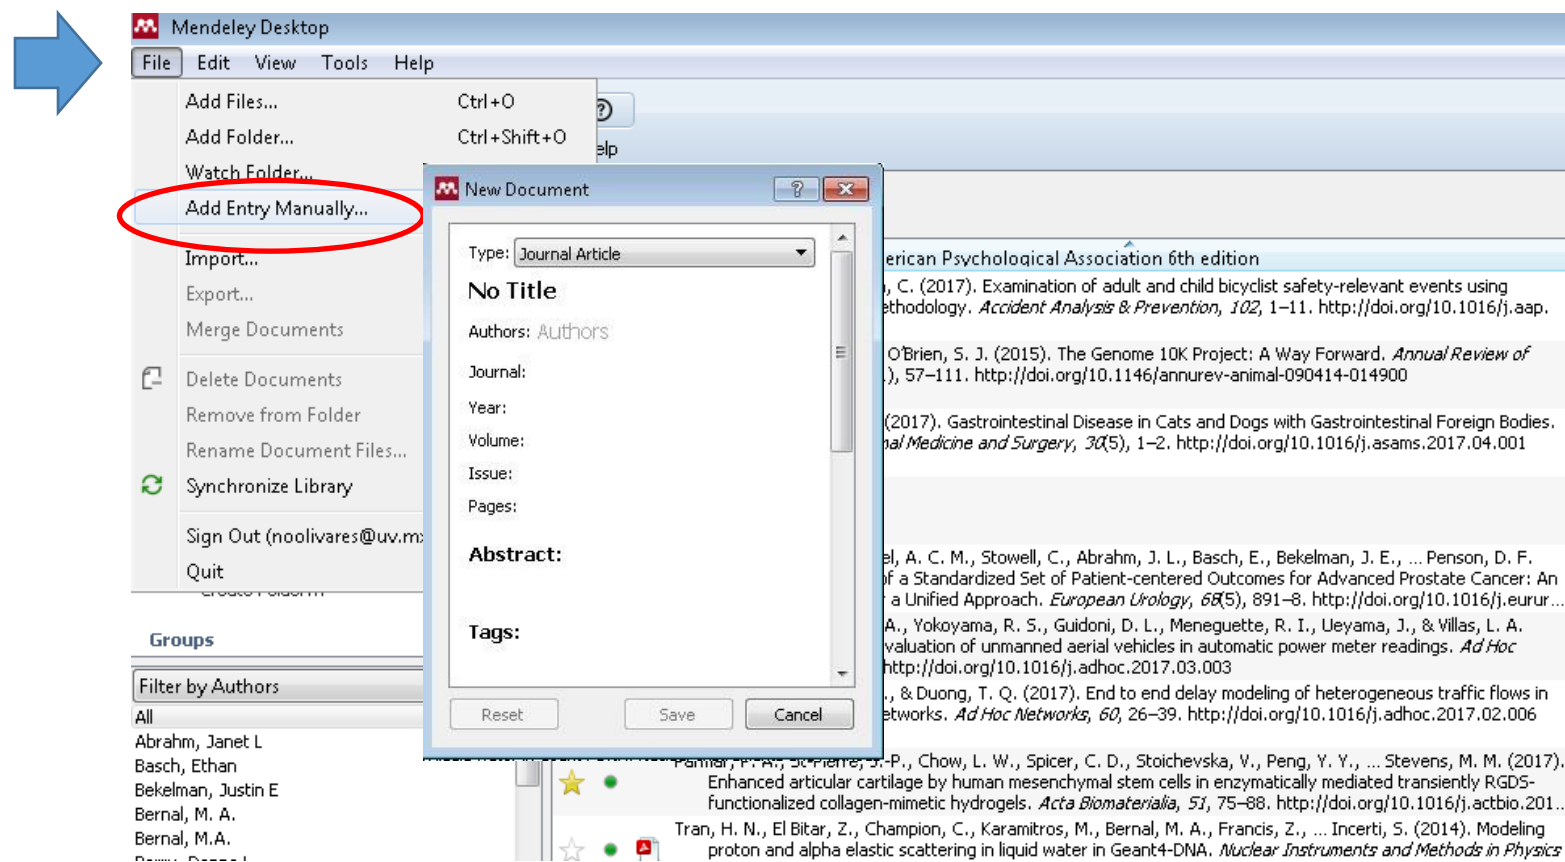 Mendeley Desktop
File Edit View Tools Help
Add Files... Ctrl+O
Add Folder... Ctrl+Shift+O
Watch Folder...
Add Entry Manually...
Import...
Export...
Merge Documents
Delete Documents
Remove from Folder
Rename Document Files...
Synchronize Library
Sign Out (noolivares@uv.m
Quit
Groups
Filter by Authors
All
Abrahm, Janet L
Basch, Ethan
Bekelman, Justin E
Bernal, M. A.
Bernal, M.A.
elp
New Document
Type: Journal Article
No Title
Authors: Authors
Journal:
Year:
Volume:
Issue:
Pages:
Abstract:
Tags:
Reset Save Cancel
erican Psychological Association 6th edition
, C. (2017). Examination of adult and child bicyclist safety-relevant events using
ethodology. Accident Analysis & Prevention, 102, 1–11. http://doi.org/10.1016/j.aap.
O'Brien, S. J. (2015). The Genome 10K Project: A Way Forward. Annual Review of
), 57–111. http://doi.org/10.1146/annurev-animal-090414-014900
(2017). Gastrointestinal Disease in Cats and Dogs with Gastrointestinal Foreign Bodies.
nal Medicine and Surgery, 30(5), 1–2. http://doi.org/10.1016/j.asams.2017.04.001
el, A. C. M., Stowell, C., Abrahm, J. L., Basch, E., Bekelman, J. E., ... Penson, D. F.
of a Standardized Set of Patient-centered Outcomes for Advanced Prostate Cancer: An
a Unified Approach. European Urology, 68(5), 891–8. http://doi.org/10.1016/j.eurur...
A., Yokoyama, R. S., Guidoni, D. L., Meneguette, R. I., Ueyama, J., & Villas, L. A.
valuation of unmanned aerial vehicles in automatic power meter readings. Ad Hoc
http://doi.org/10.1016/j.adhoc.2017.03.003
., & Duong, T. Q. (2017). End to end delay modeling of heterogeneous traffic flows in
etworks. Ad Hoc Networks, 60, 26–39. http://doi.org/10.1016/j.adhoc.2017.02.006
Parmar, P. A., St-Pierre, J.-P., Chow, L. W., Spicer, C. D., Stoichevska, V., Peng, Y. Y., ... Stevens, M. M. (2017).
Enhanced articular cartilage by human mesenchymal stem cells in enzymatically mediated transiently RGDS-
functionalized collagen-mimetic hydrogels. Acta Biomaterialia, 51, 75–88. http://doi.org/10.1016/j.actbio.201...
Tran, H. N., El Bitar, Z., Champion, C., Karamitros, M., Bernal, M. A., Francis, Z., ... Incerti, S. (2014). Modeling
proton and alpha elastic scattering in liquid water in Geant4-DNA. Nuclear Instruments and Methods in Physics